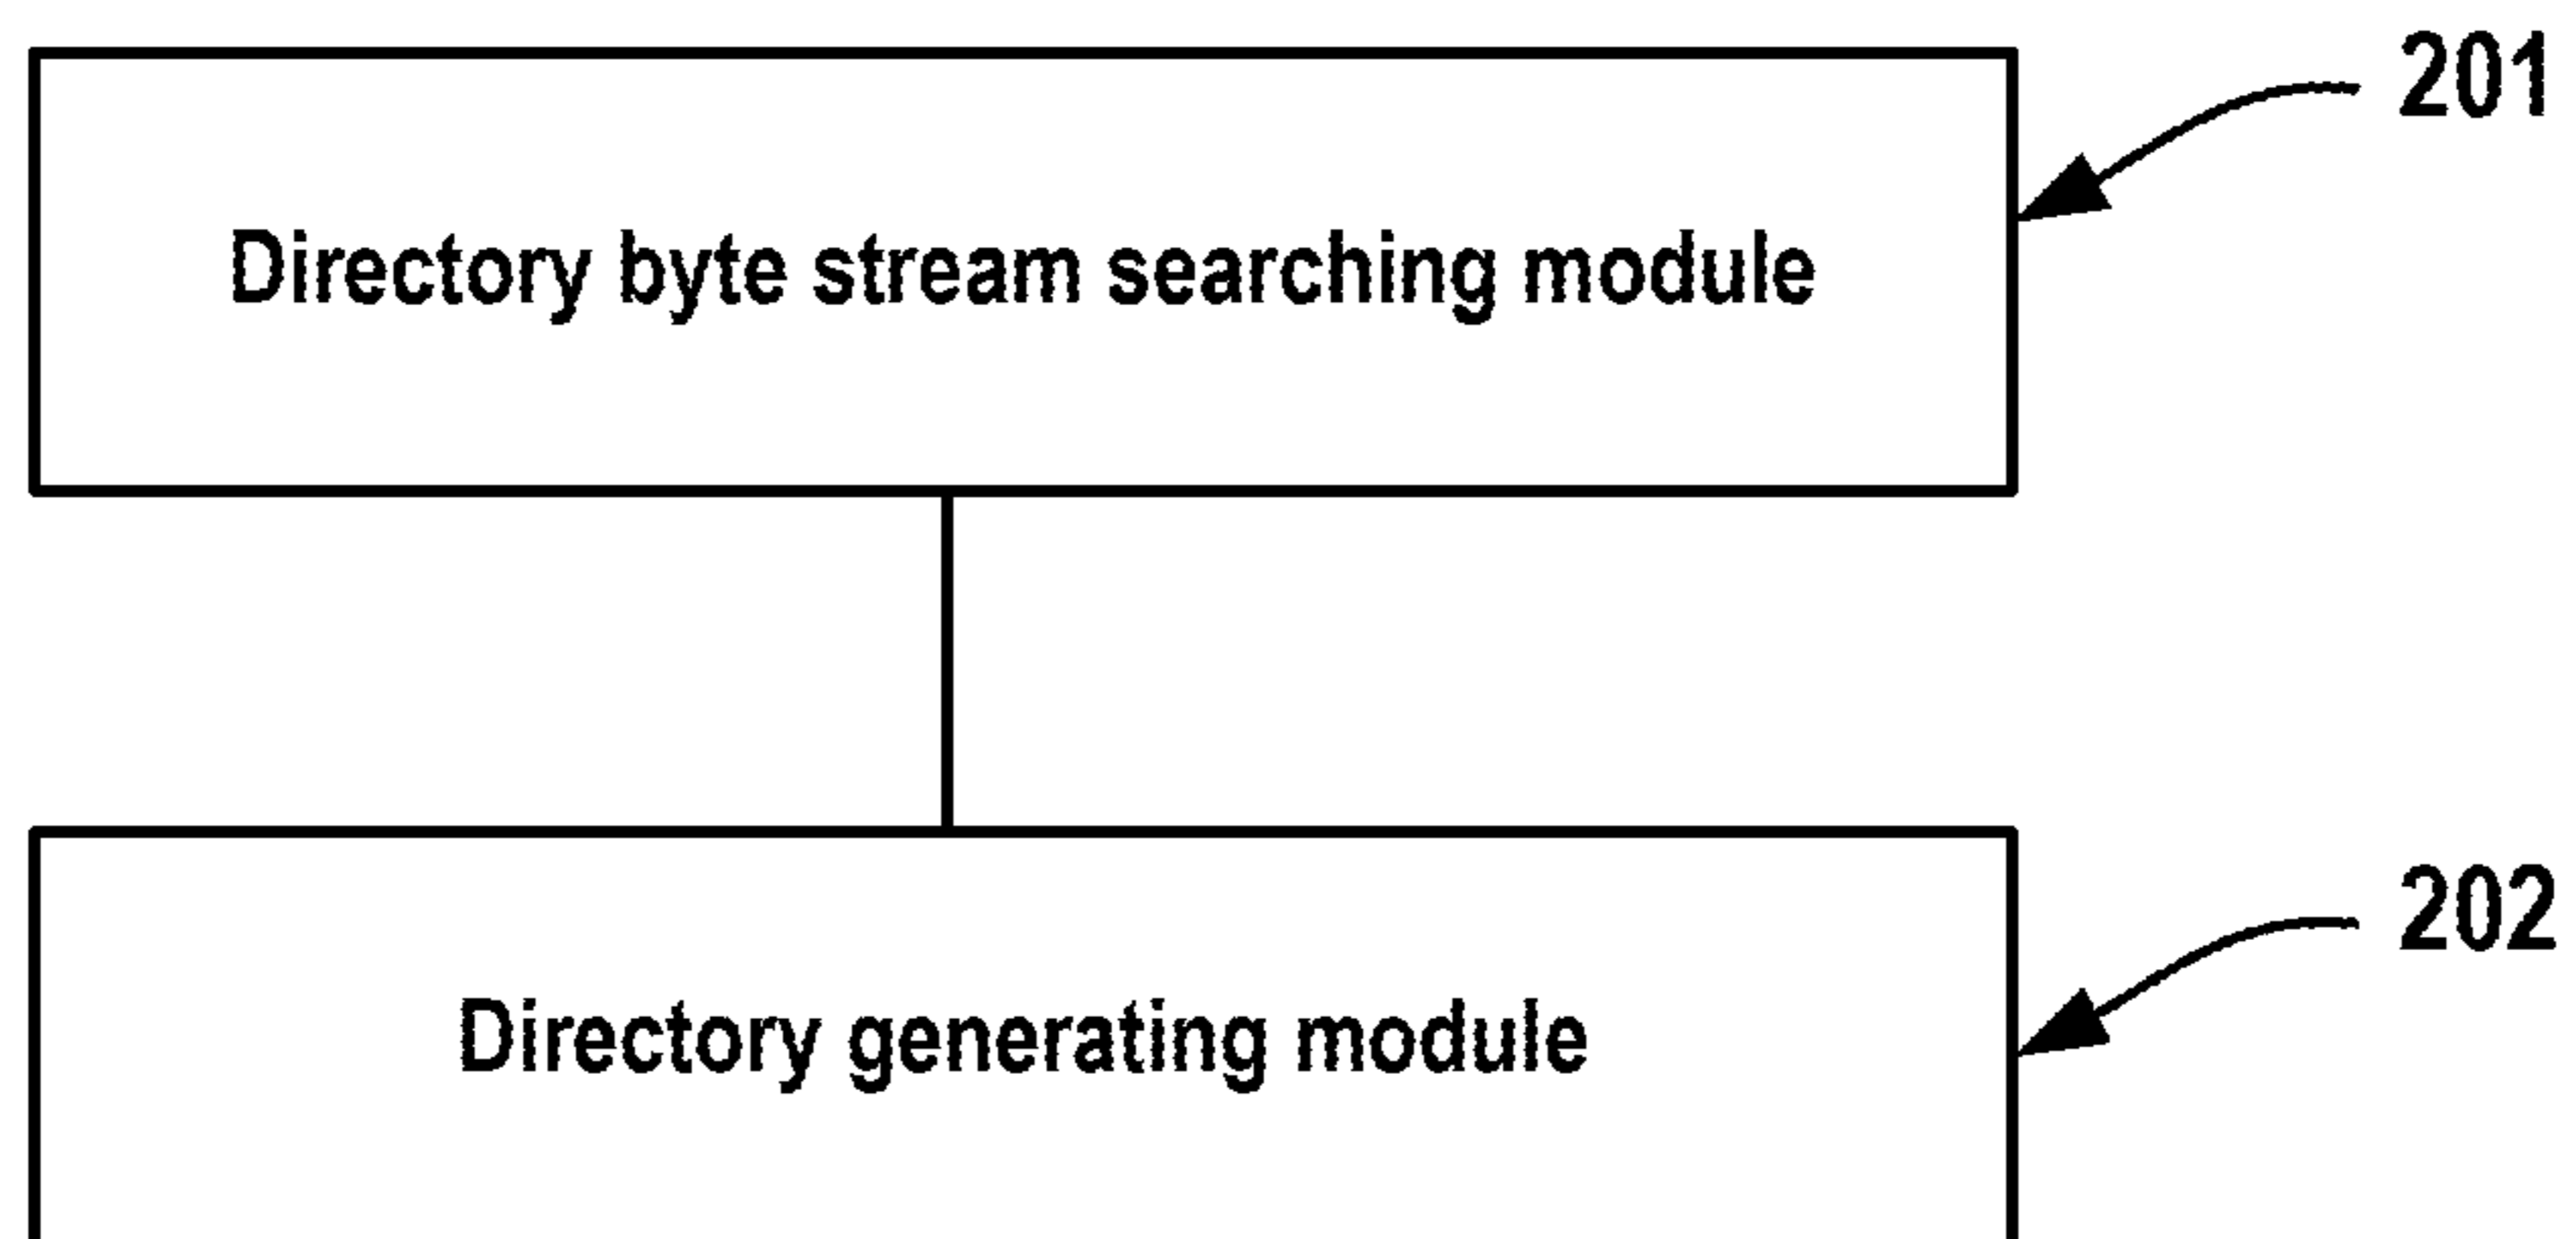 201
Directory byte stream searching module
202
Directory generating module